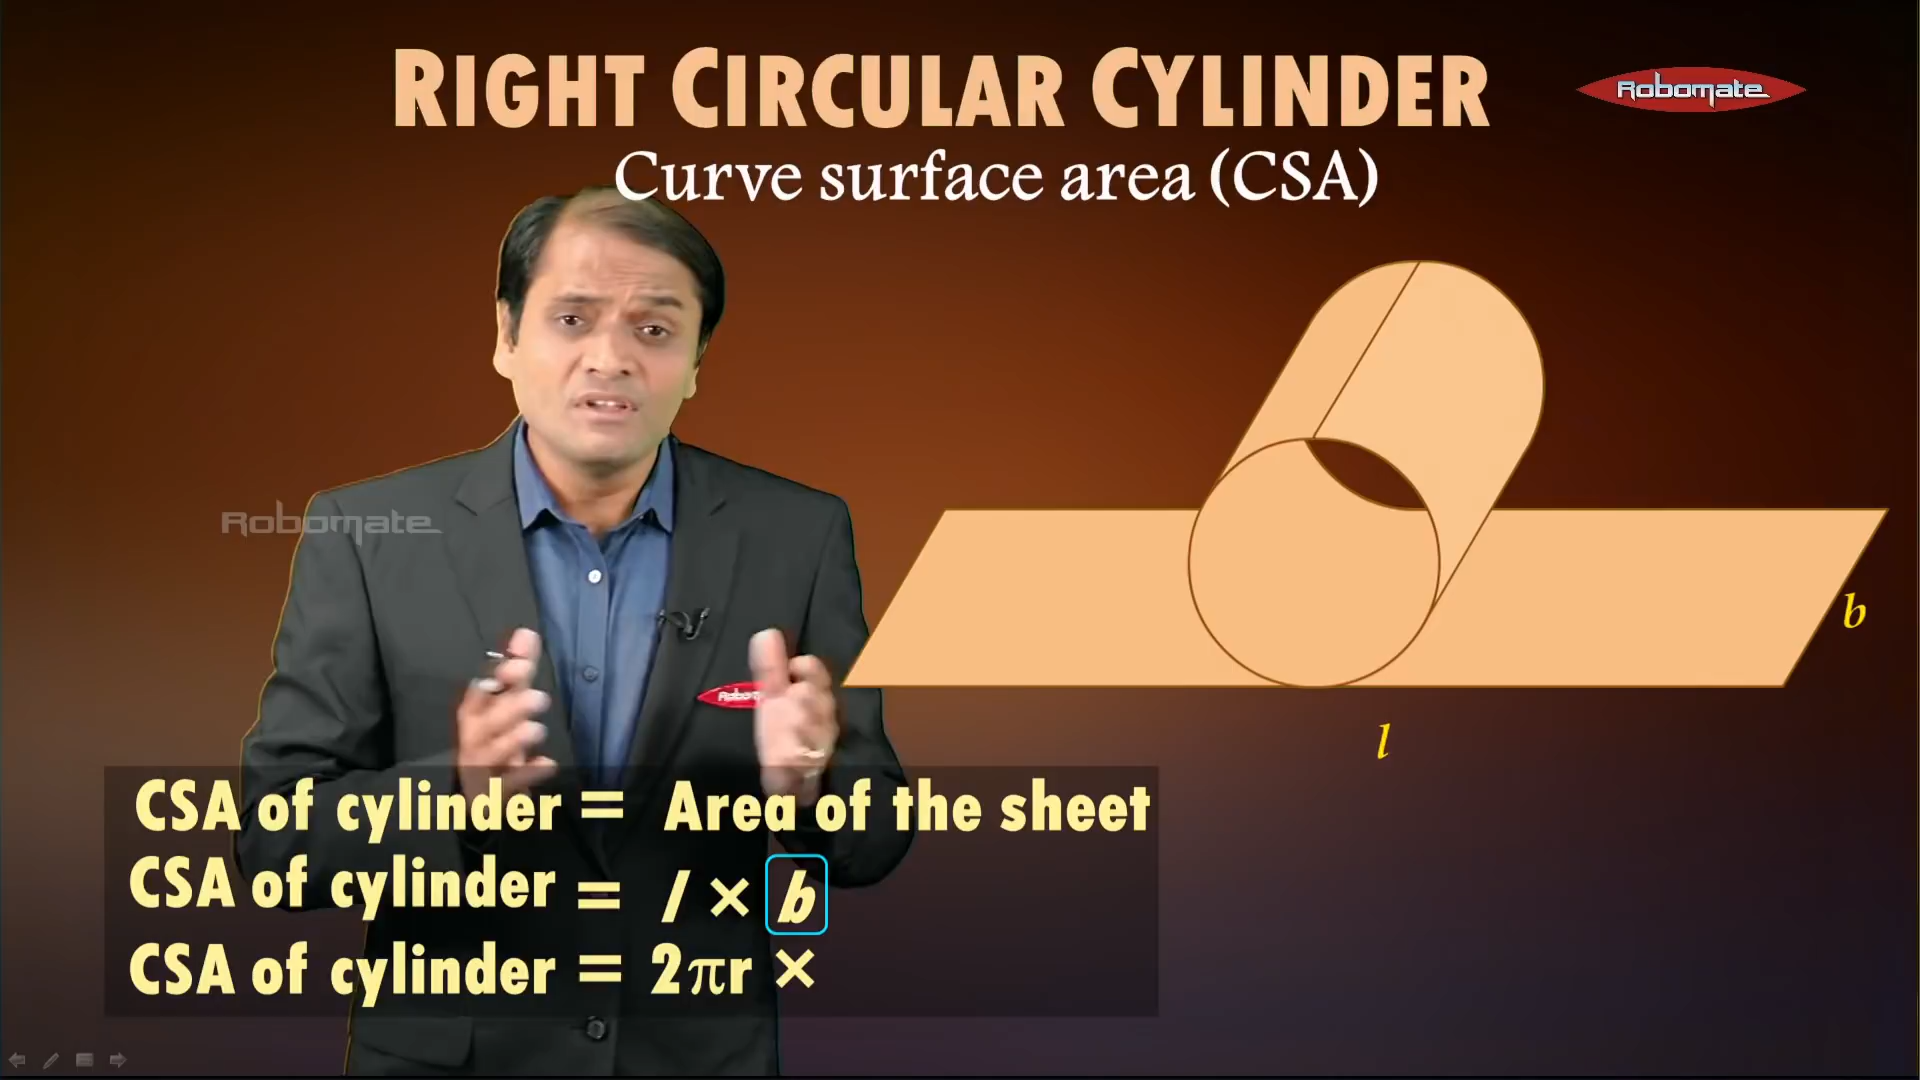 RIGHT CIRCULAR CYLINDER
Robomate
Curve surface area (CSA)
Robomate
b
l
CSA of cylinder = Area of the sheet
CSA of cylinder = l × b
CSA of cylinder = 2πr ×